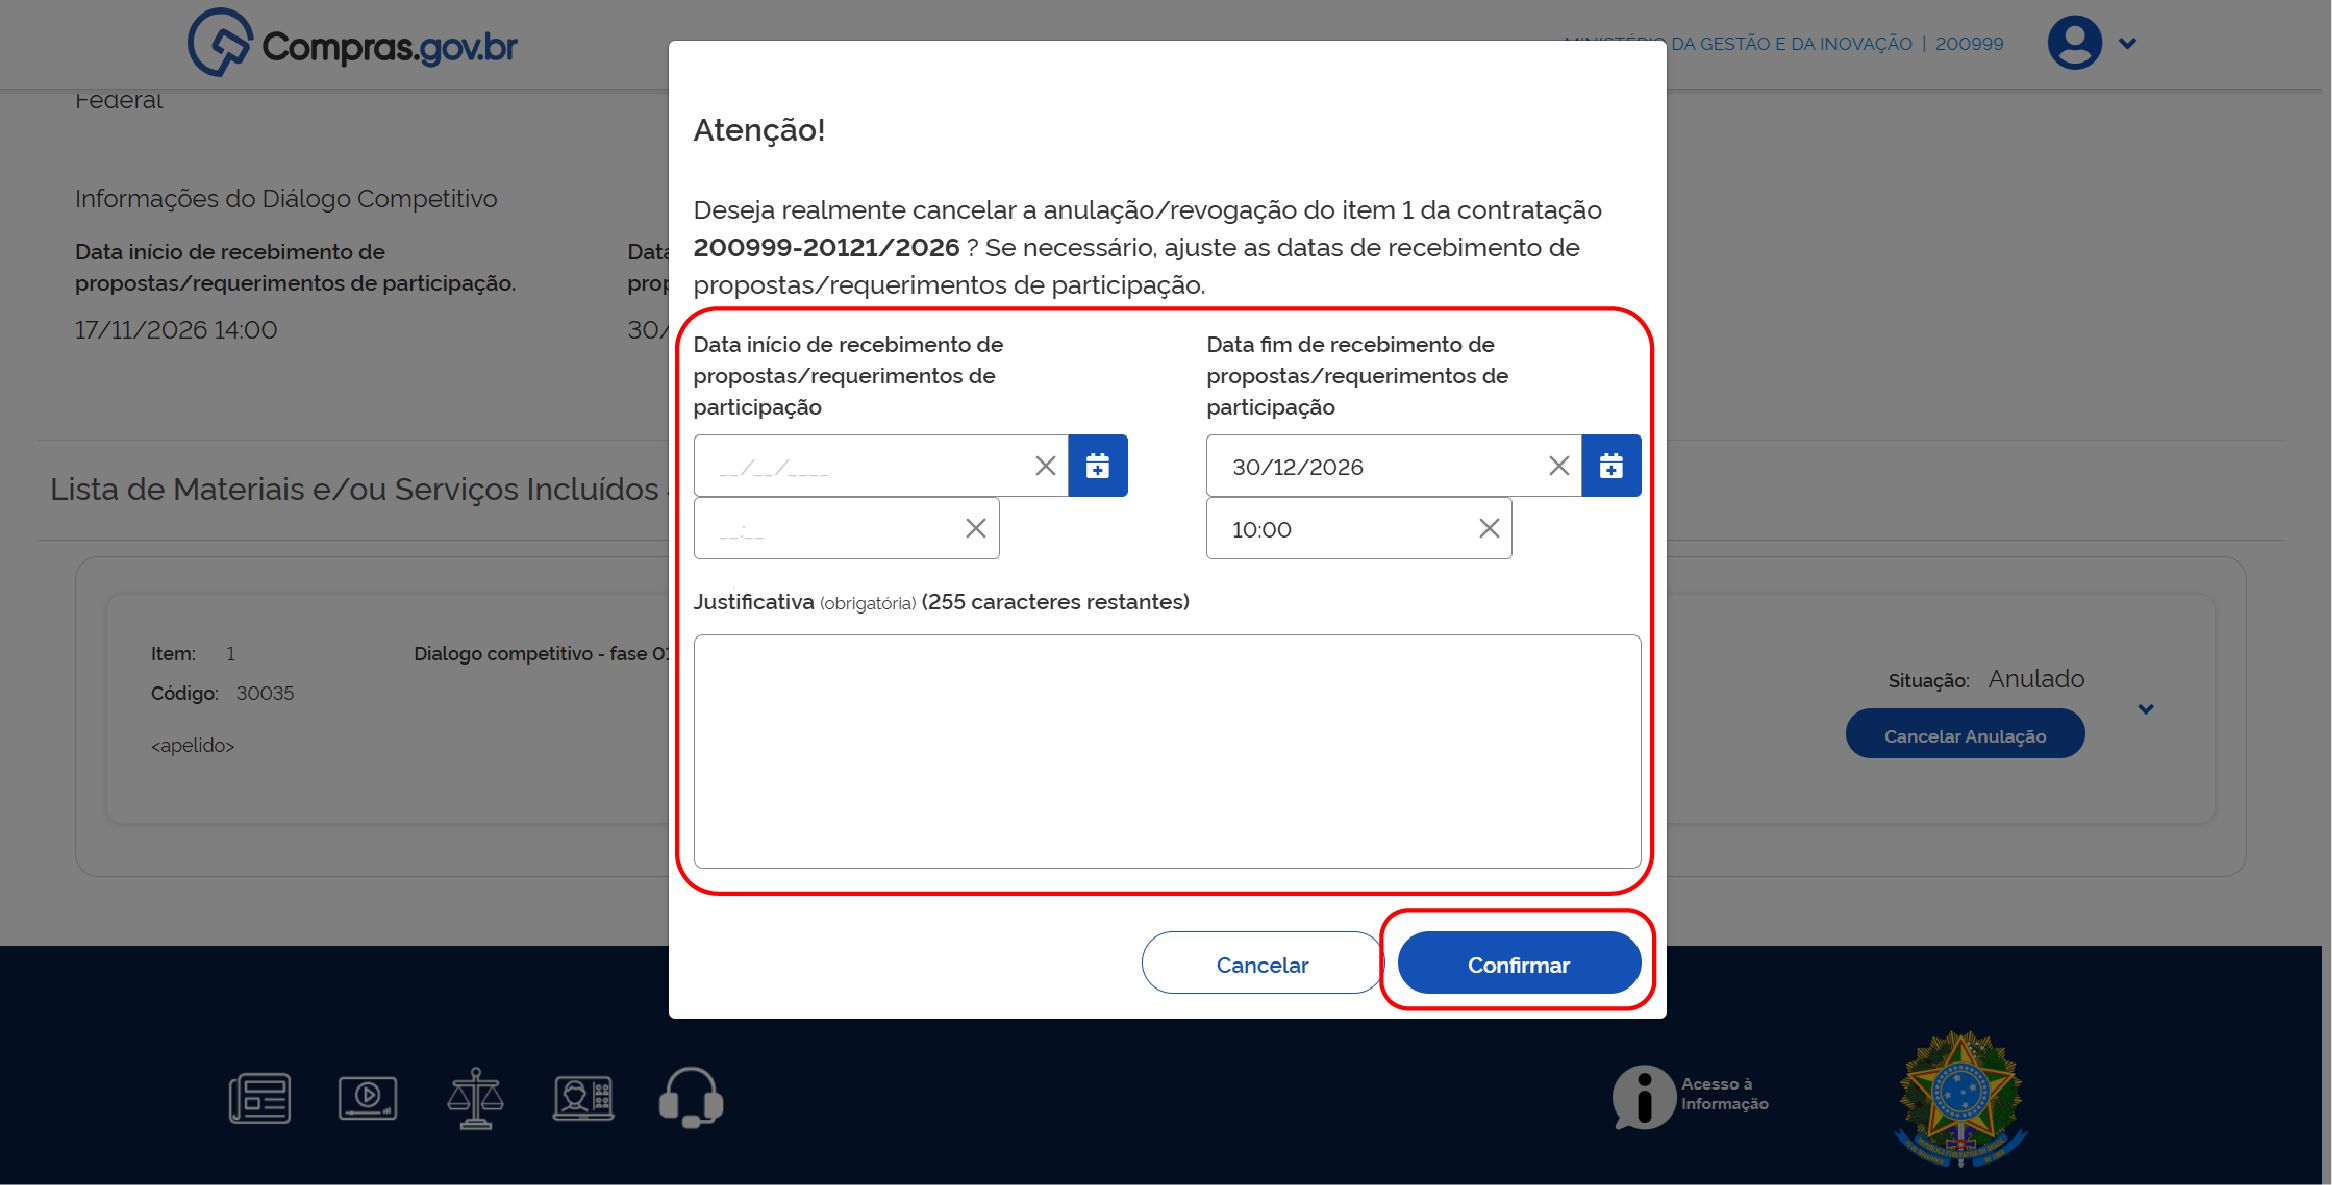 Compras.gov.br
MINISTÉRIO DA GESTÃO E DA INOVAÇÃO | 200999
Federal
Informações do Diálogo Competitivo
Data início de recebimento de
propostas/requerimentos de participação.
17/11/2026 14:00
Data
prop
30/
Lista de Materiais e/ou Serviços Incluídos
Item: 1
Dialogo competitivo - fase 01
Código: 30035
<apelido>
Situação: Anulado
Cancelar Anulação
Atenção!
Deseja realmente cancelar a anulação/revogação do item 1 da contratação
200999-20121/2026 ? Se necessário, ajuste as datas de recebimento de
propostas/requerimentos de participação.
Data início de recebimento de
propostas/requerimentos de
participação
__/__/____
__:__
Data fim de recebimento de
propostas/requerimentos de
participação
30/12/2026
10:00
Justificativa (obrigatória) (255 caracteres restantes)
Cancelar
Confirmar
Acesso à
Informação